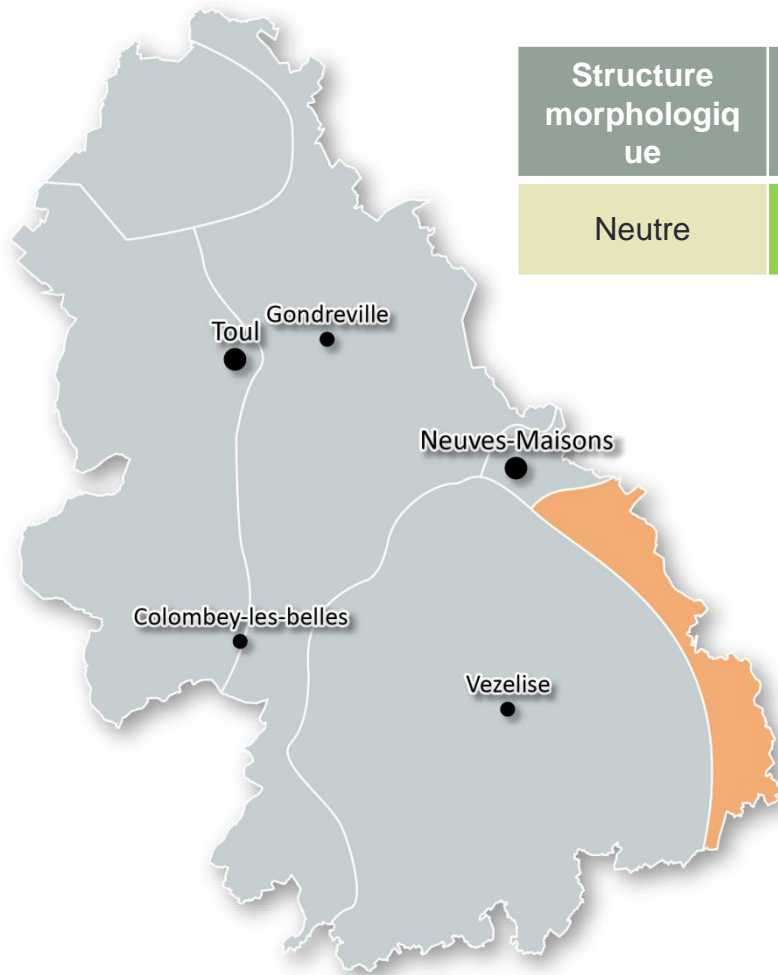 Structure
morphologiq
ue
Neutre
Gondreville
Toul
Neuves-Maisons
Colombey-les-belles
Vezelise